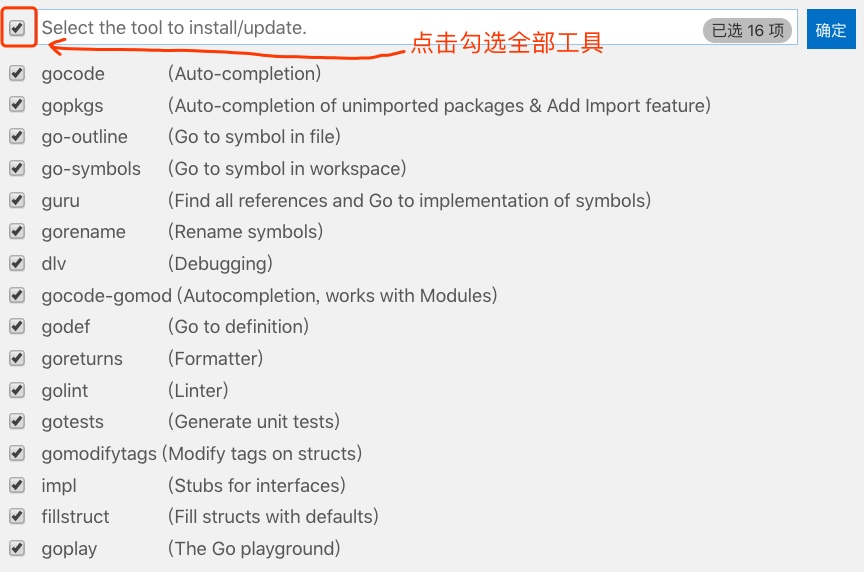 Select the tool to install/update. 已选 16 项 确定
点击勾选全部工具
gocode (Auto-completion)
gopkgs (Auto-completion of unimported packages & Add Import feature)
go-outline (Go to symbol in file)
go-symbols (Go to symbol in workspace)
guru (Find all references and Go to implementation of symbols)
gorename (Rename symbols)
dlv (Debugging)
gocode-gomod (Autocompletion, works with Modules)
godef (Go to definition)
goreturns (Formatter)
golint (Linter)
gotests (Generate unit tests)
gomodifytags (Modify tags on structs)
impl (Stubs for interfaces)
fillstruct (Fill structs with defaults)
goplay (The Go playground)